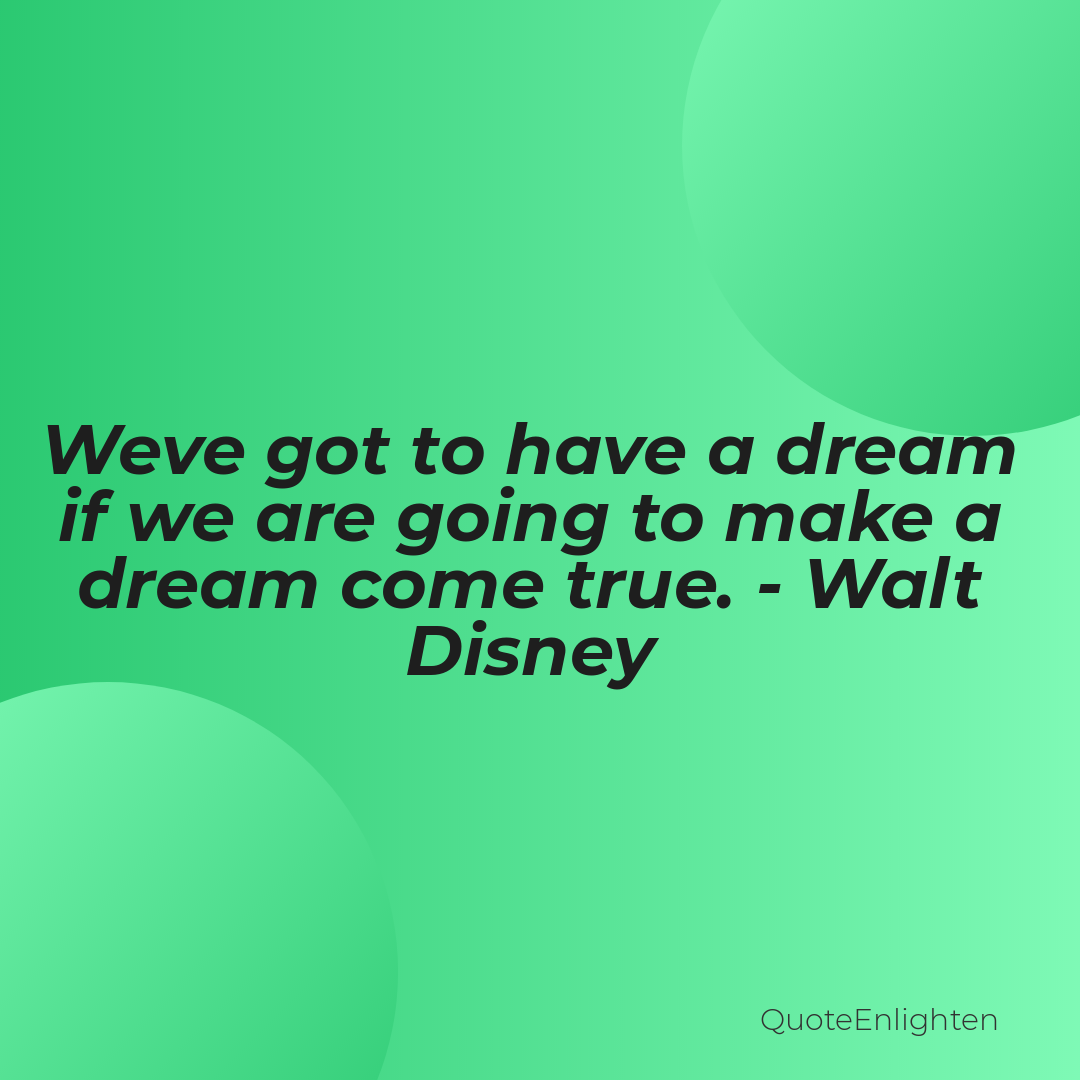 Weve got to have a dream
if we are going to make a
dream come true. - Walt
Disney
QuoteEnlighten